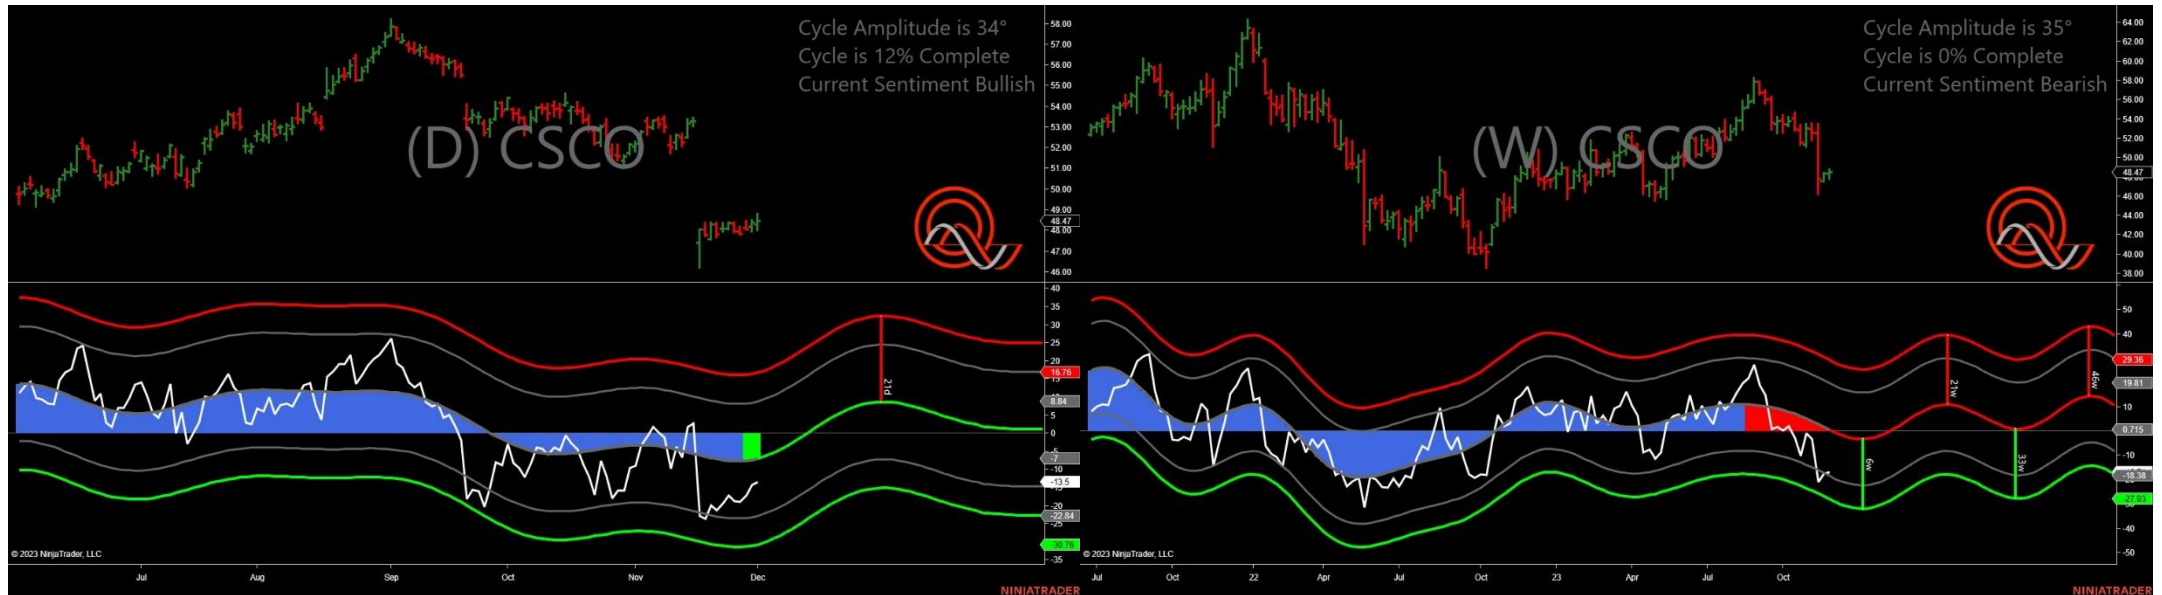 Cycle Amplitude is 34°
Cycle is 12% Complete
Current Sentiment Bullish
(D) CSCO
58.00
57.00
56.00
55.00
54.00
53.00
52.00
51.00
50.00
49.00
48.47
48.00
47.00
46.00
40
35
30
25
20
16.76
8.84
5
0
-7
-10
-13.5
-20
-22.84
-25
-30.76
-35
21d
© 2023 NinjaTrader, LLC
Jul
Aug
Sep
Oct
Nov
Dec
NINJATRADER
Cycle Amplitude is 35°
Cycle is 0% Complete
Current Sentiment Bearish
(W) CSCO
64.00
62.00
60.00
58.00
56.00
54.00
52.00
50.00
48.47
46.00
44.00
42.00
40.00
38.00
50
40
29.36
19.81
10
0.715
-10
-18.38
-27.93
-40
-50
6w
21w
33w
46w
© 2023 NinjaTrader, LLC
Jul
Oct
22
Apr
Jul
Oct
23
Apr
Jul
Oct
NINJATRADER